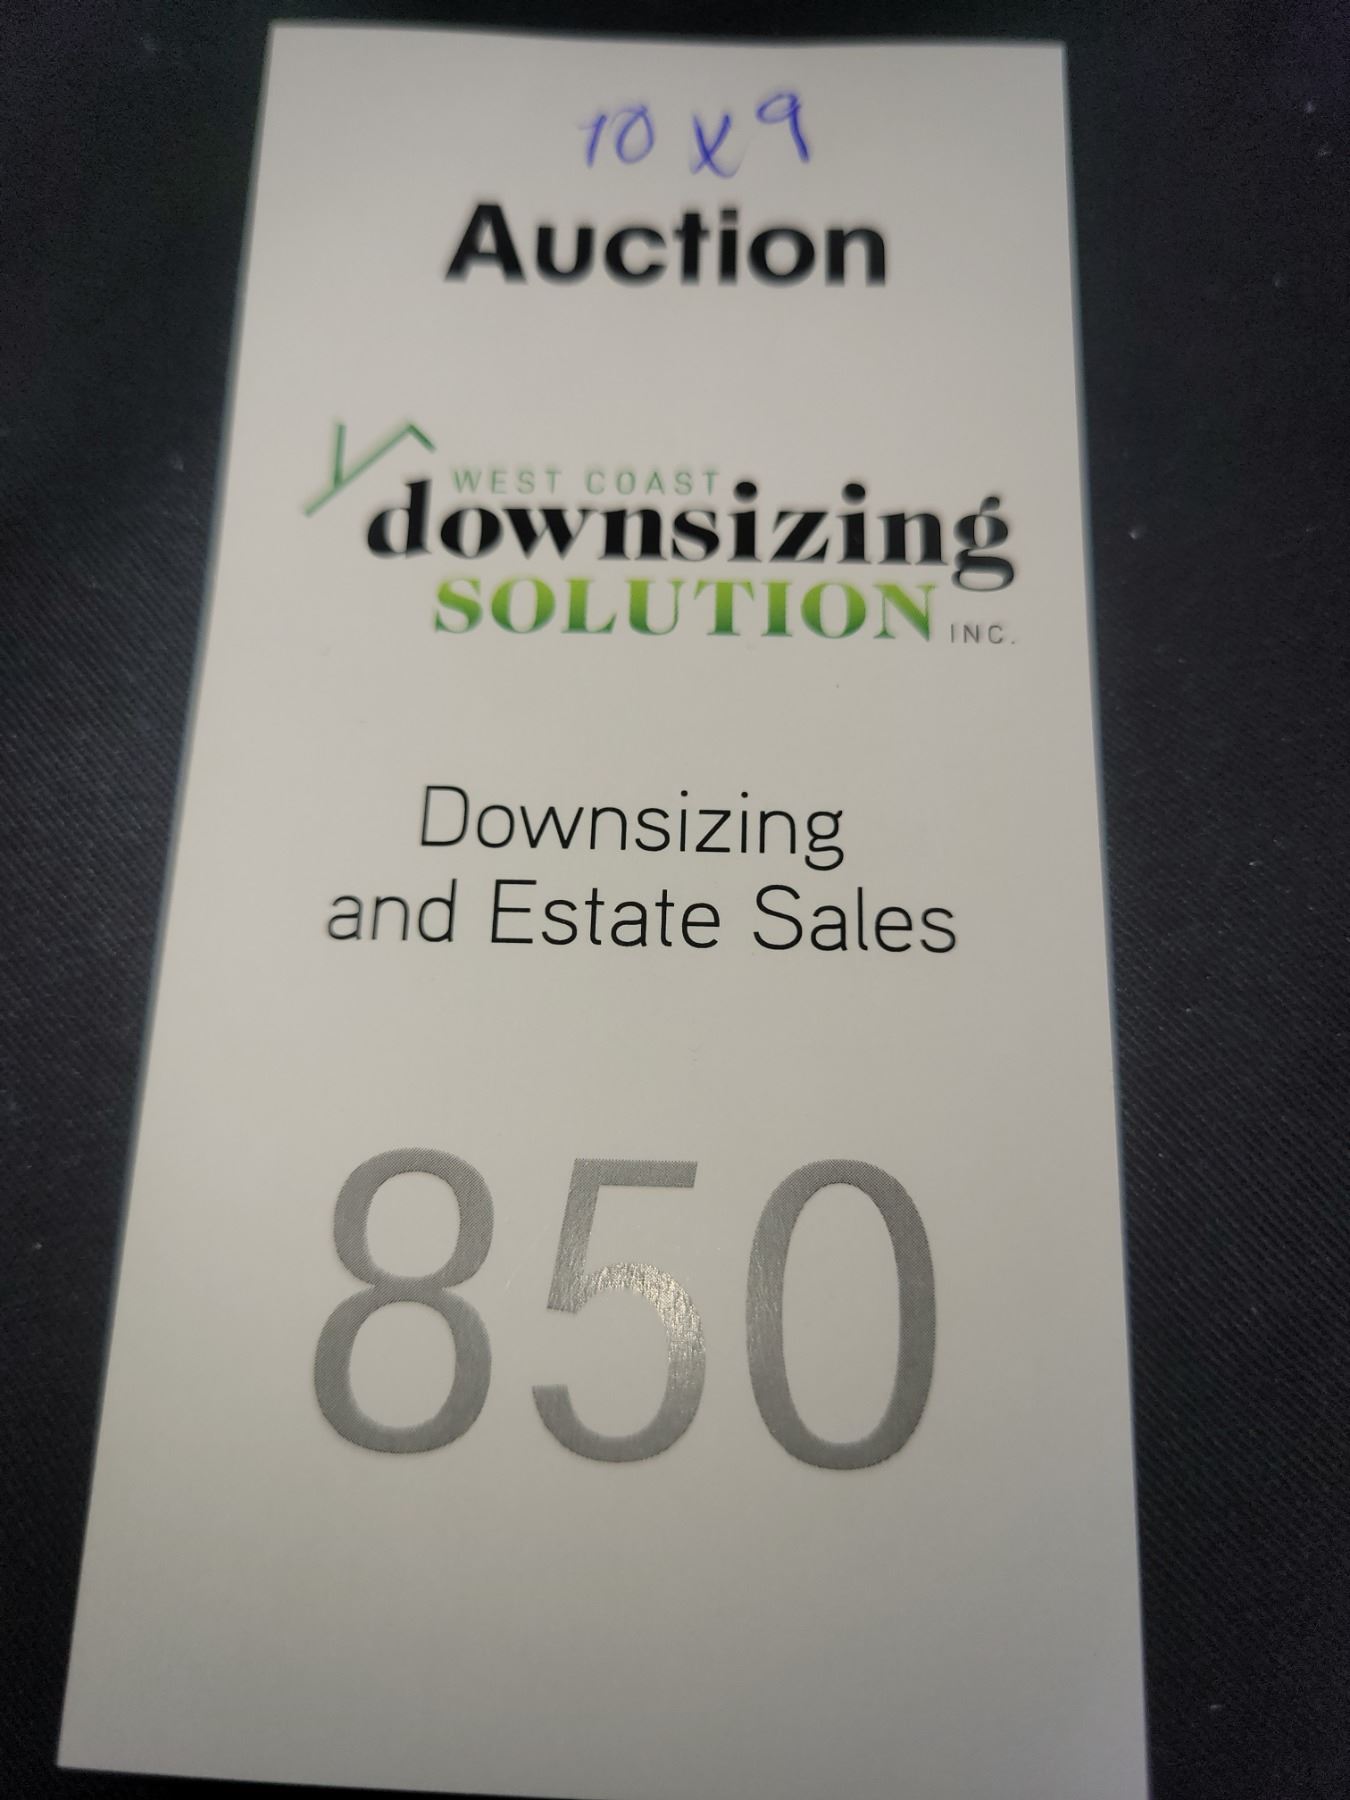 10 x 9
Auction
WEST COAST
downsizing
SOLUTION INC.
Downsizing
and Estate Sales
850